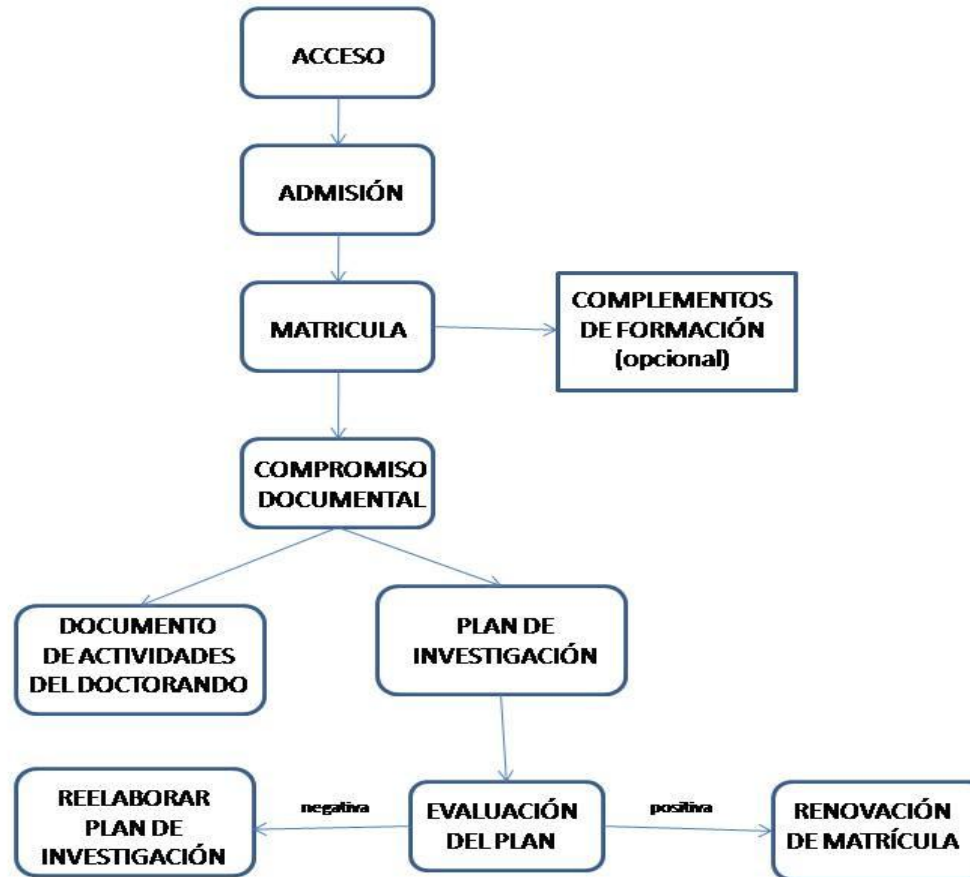 ACCESO
ADMISIÓN
MATRICULA
COMPLEMENTOS
DE FORMACIÓN
(opcional)
COMPROMISO
DOCUMENTAL
DOCUMENTO
DE ACTIVIDADES
DEL DOCTORANDO
PLAN DE
INVESTIGACIÓN
REELABORAR
PLAN DE
INVESTIGACIÓN
negativa
EVALUACIÓN
DEL PLAN
positiva
RENOVACIÓN
DE MATRÍCULA